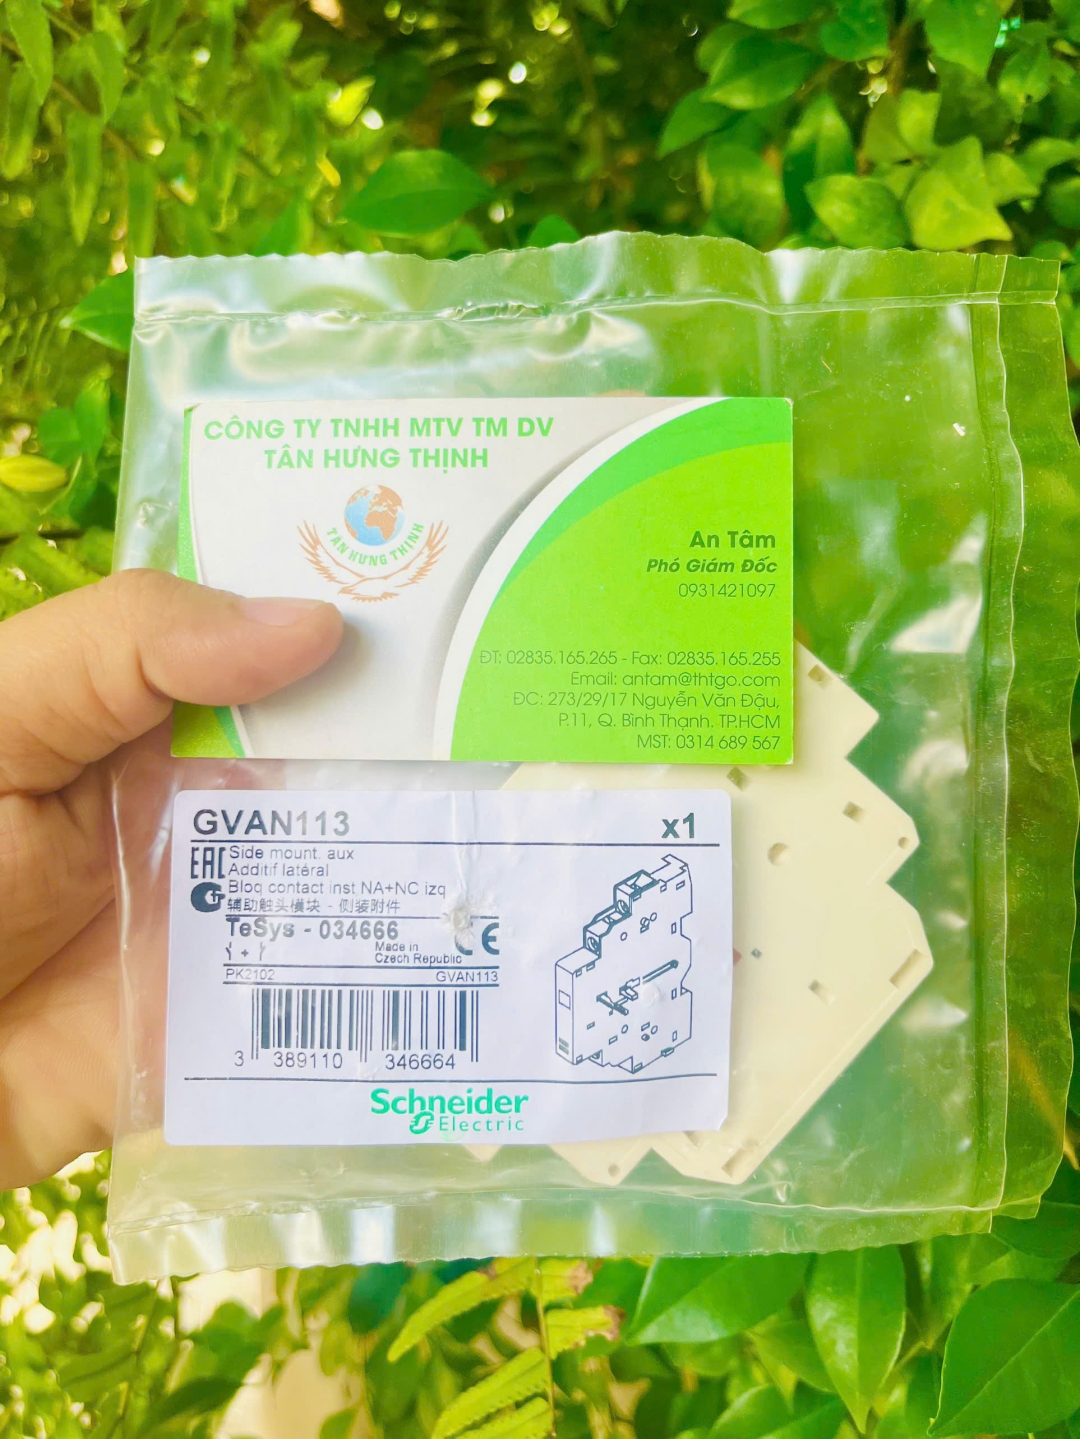 CÔNG TY TNHH MTV TM DV
TÂN HƯNG THỊNH
TAN HƯNG THỊNH
An Tâm
Phó Giám Đốc
0931421097
ĐT: 02835.165.265 - Fax: 02835.165.255
Email: antam@thtgo.com
ĐC: 273/29/17 Nguyễn Văn Đậu,
P.11, Q. Bình Thạnh, TP.HCM
MST: 0314 689 567
GVAN113 x1
EAC Side mount. aux
Additif latéral
Bloq contact inst NA+NC izq
辅助触头模块 - 侧装附件
TeSys - 034666
CE
Made in
Czech Republic
PK2102 GVAN113
3 389110 346664
Schneider
Electric